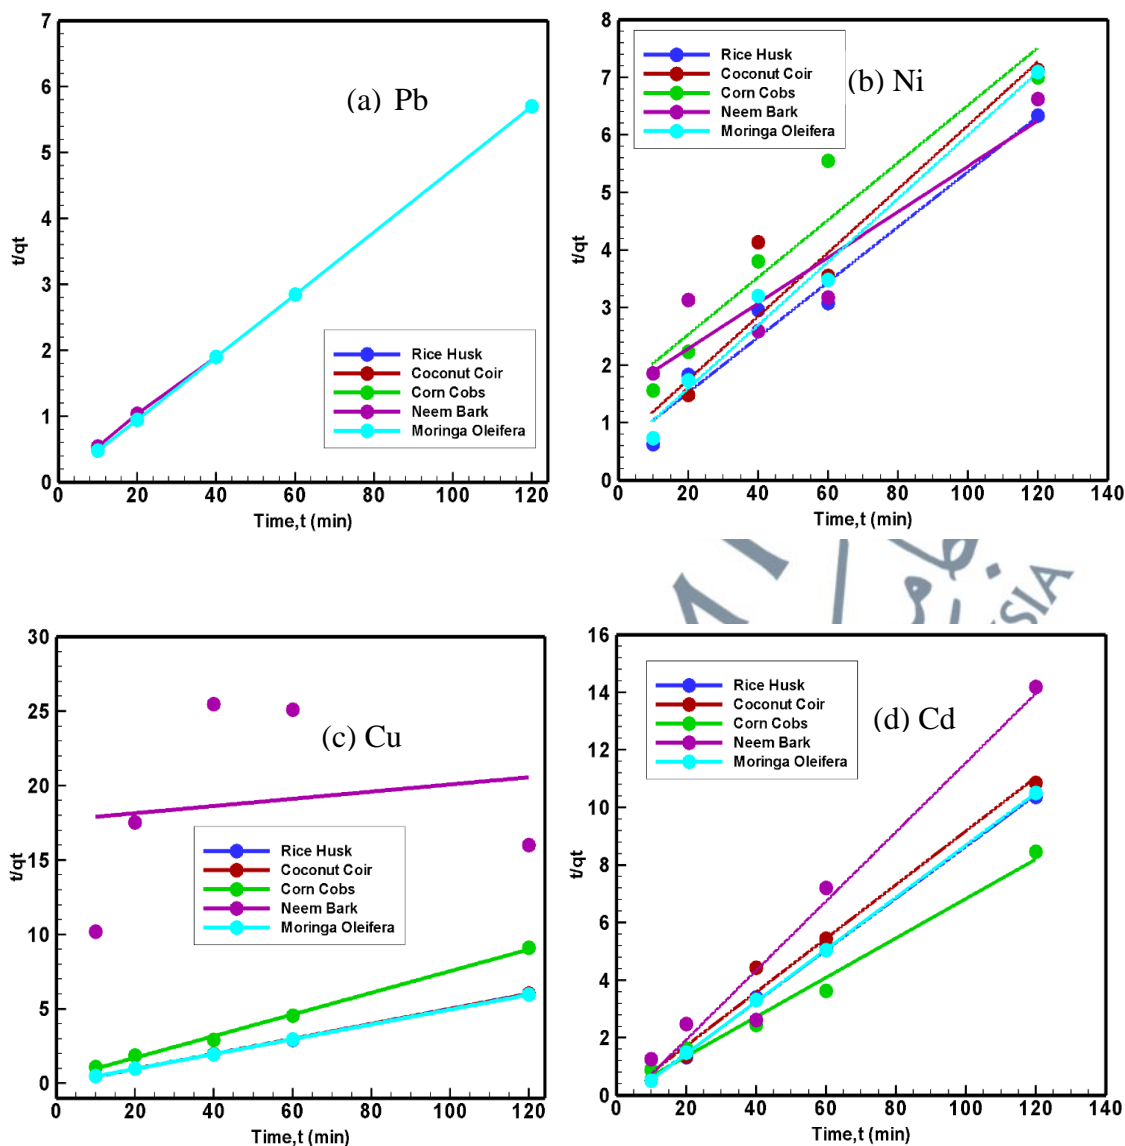 7
6
5
4
3
2
1
0
t/qt
(a) Pb
Rice Husk
Coconut Coir
Corn Cobs
Neem Bark
Moringa Oleifera
0 20 40 60 80 100 120
Time,t (min)
8
7
6
5
4
3
2
1
0
t/qt
Rice Husk
Coconut Coir
Corn Cobs
Neem Bark
Moringa Oleifera
(b) Ni
0 20 40 60 80 100 120 140
Time,t (min)
SIA
30
25
20
15
10
5
0
t/qt
(c) Cu
Rice Husk
Coconut Coir
Corn Cobs
Neem Bark
Moringa Oleifera
0 20 40 60 80 100 120
Time,t (min)
16
14
12
10
8
6
4
2
0
t/qt
Rice Husk
Coconut Coir
Corn Cobs
Neem Bark
Moringa Oleifera
(d) Cd
0 20 40 60 80 100 120 140
Time,t (min)